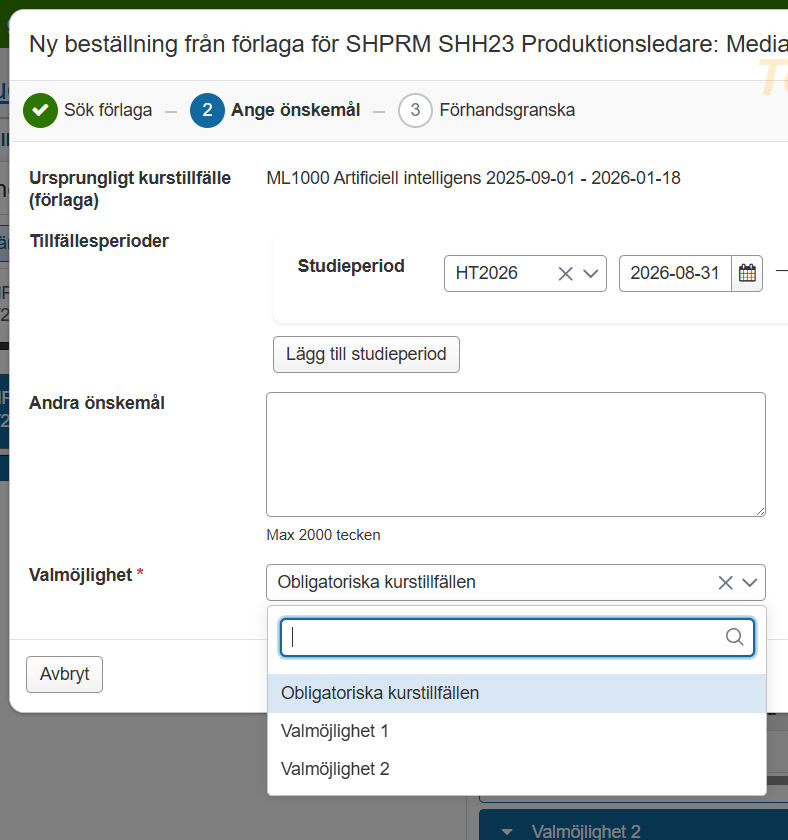 Ny beställning från förlaga för SHPRM SHH23 Produktionsledare: Media
Sök förlaga — 2 Ange önskemål — 3 Förhandsgranska
Ursprungligt kurstillfälle ML1000 Artificiell intelligens 2025-09-01 - 2026-01-18
(förlaga)
Tillfällesperioder
Studieperiod HT2026 2026-08-31 —
Lägg till studieperiod
Andra önskemål
Max 2000 tecken
Valmöjlighet * Obligatoriska kurstillfällen
Obligatoriska kurstillfällen
Avbryt
Valmöjlighet 1
Valmöjlighet 2
Valmöjlighet 2